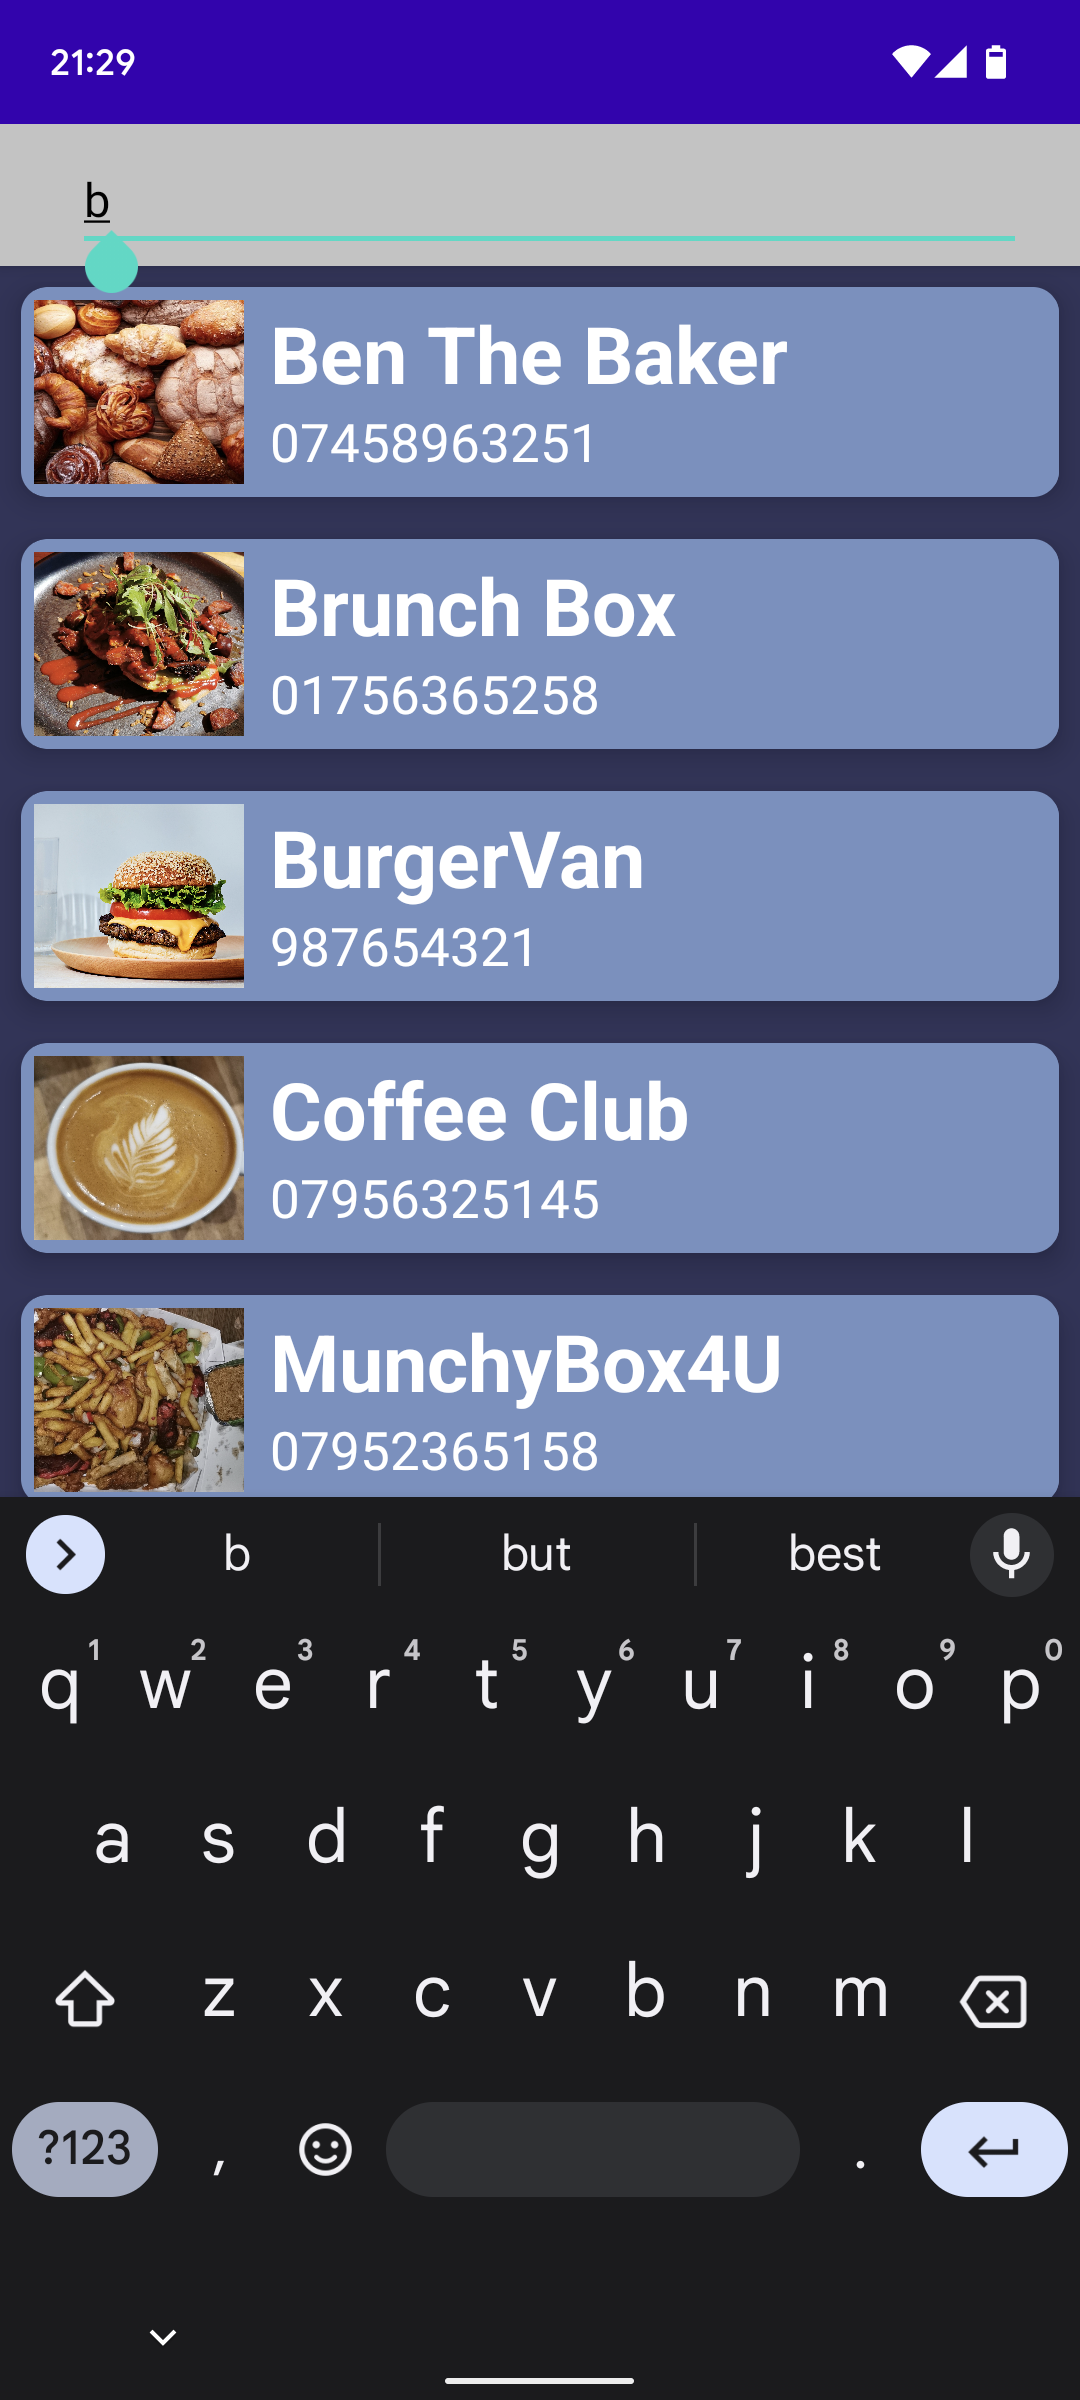 21:29
b
Ben The Baker
07458963251
Brunch Box
01756365258
BurgerVan
987654321
Coffee Club
07956325145
MunchyBox4U
07952365158
b but best
1 2 3 4 5 6 7 8 9 0
q w e r t y u i o p
a s d f g h j k l
z x c v b n m
?123 , .